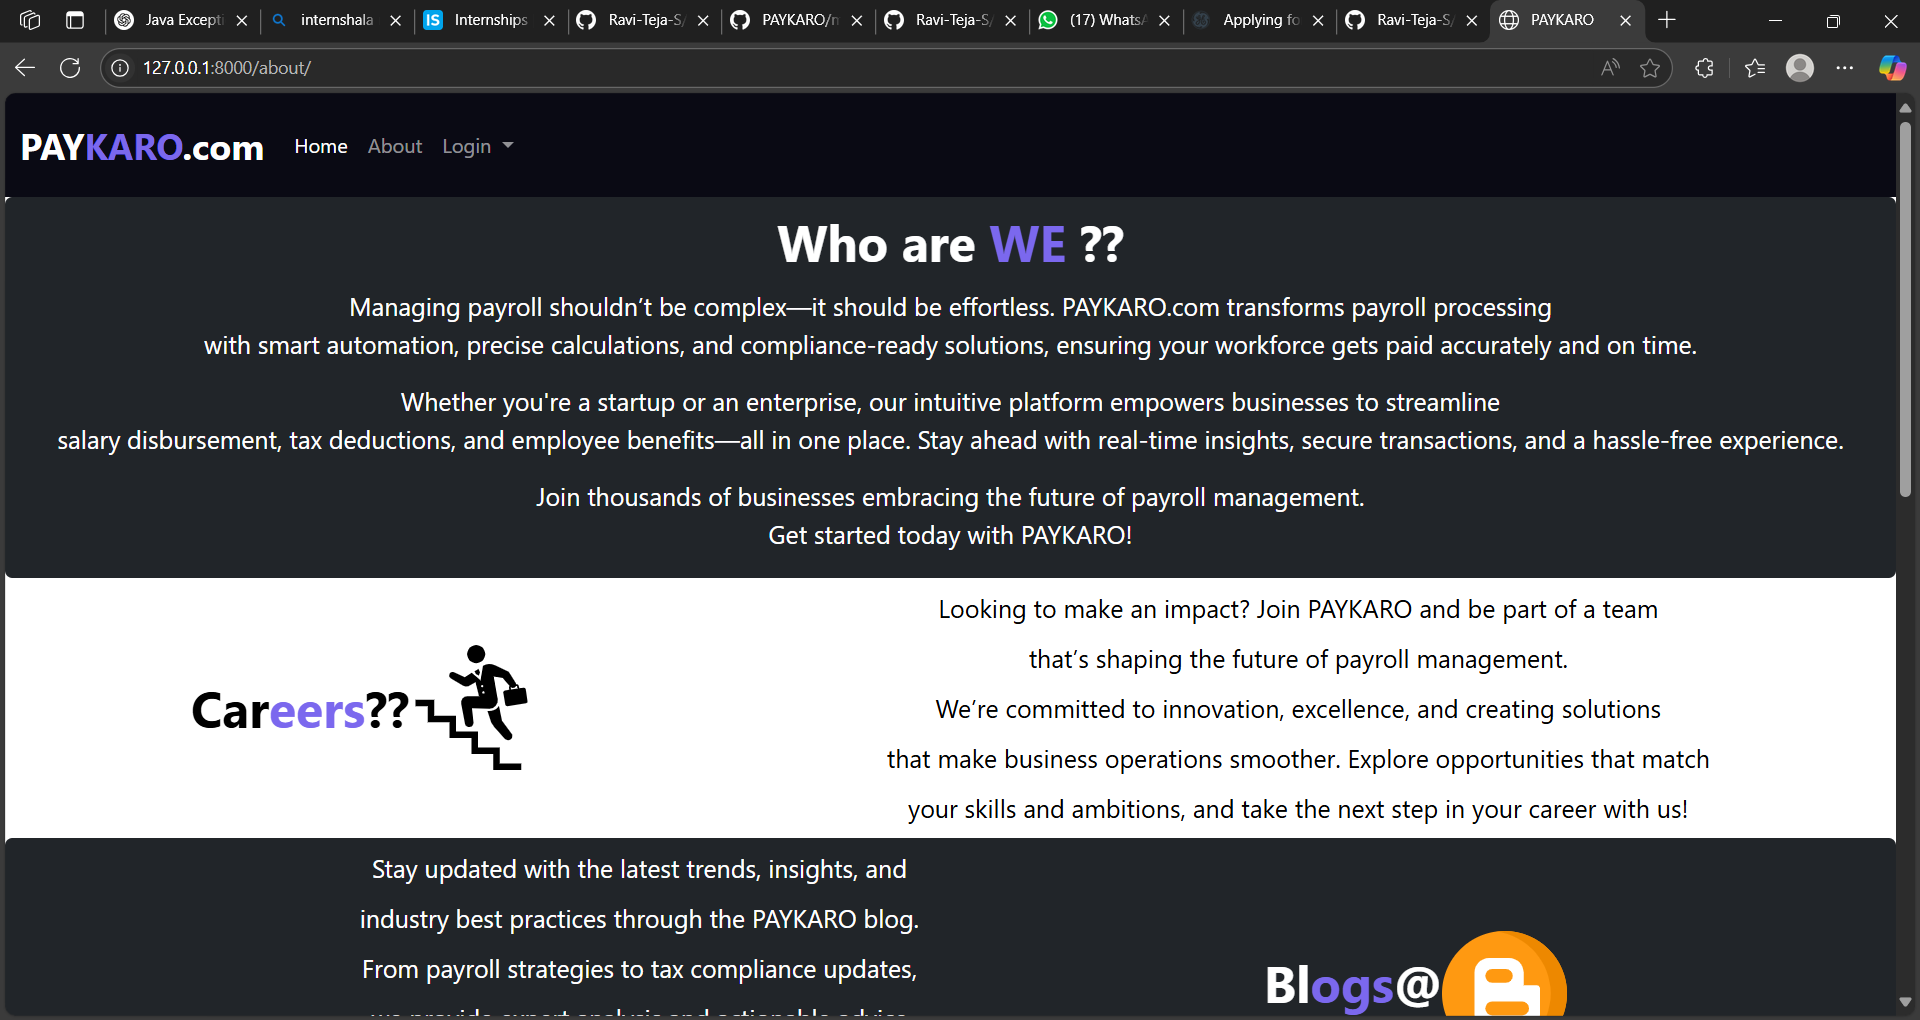 Java Excepti
internshala
Internships
Ravi-Teja-S/
PAYKARO/n
Ravi-Teja-S/
(17) WhatsA
Applying fo
Ravi-Teja-S/
PAYKARO
127.0.0.1:8000/about/
PAYKARO.com
Home
About
Login
Who are WE ??
Managing payroll shouldn’t be complex—it should be effortless. PAYKARO.com transforms payroll processing
with smart automation, precise calculations, and compliance-ready solutions, ensuring your workforce gets paid accurately and on time.
Whether you're a startup or an enterprise, our intuitive platform empowers businesses to streamline
salary disbursement, tax deductions, and employee benefits—all in one place. Stay ahead with real-time insights, secure transactions, and a hassle-free experience.
Join thousands of businesses embracing the future of payroll management.
Get started today with PAYKARO!
Careers??
Looking to make an impact? Join PAYKARO and be part of a team
that’s shaping the future of payroll management.
We’re committed to innovation, excellence, and creating solutions
that make business operations smoother. Explore opportunities that match
your skills and ambitions, and take the next step in your career with us!
Stay updated with the latest trends, insights, and
industry best practices through the PAYKARO blog.
From payroll strategies to tax compliance updates,
we provide expert analysis and actionable advice
Blogs@